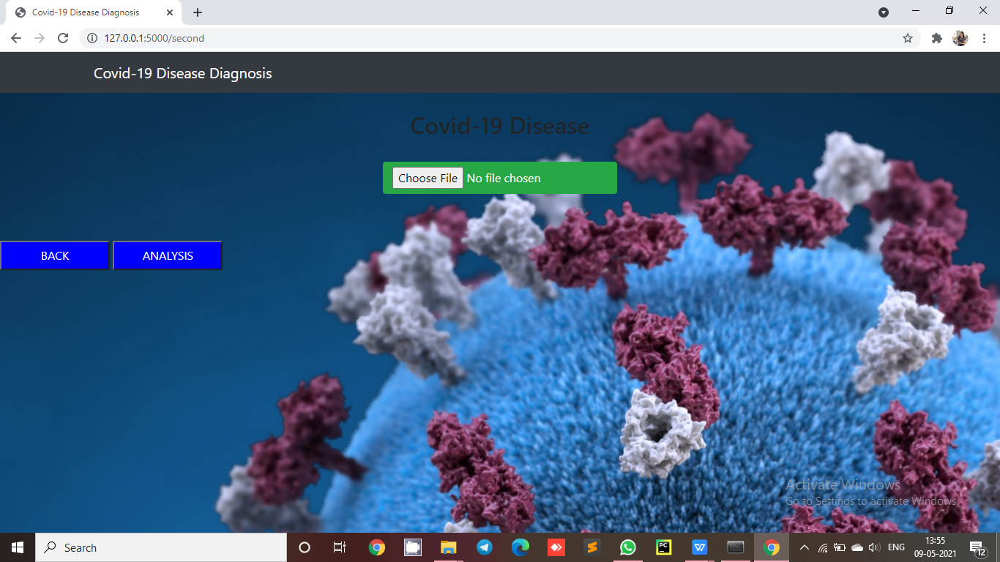 Covid-19 Disease Diagnosis
127.0.0.1:5000/second
Covid-19 Disease Diagnosis
Covid-19 Disease
Choose File No file chosen
BACK ANALYSIS
Activate Windows
Go to Settings to activate Windows.
Search
PC
W
ENG
13:55
09-05-2021
12